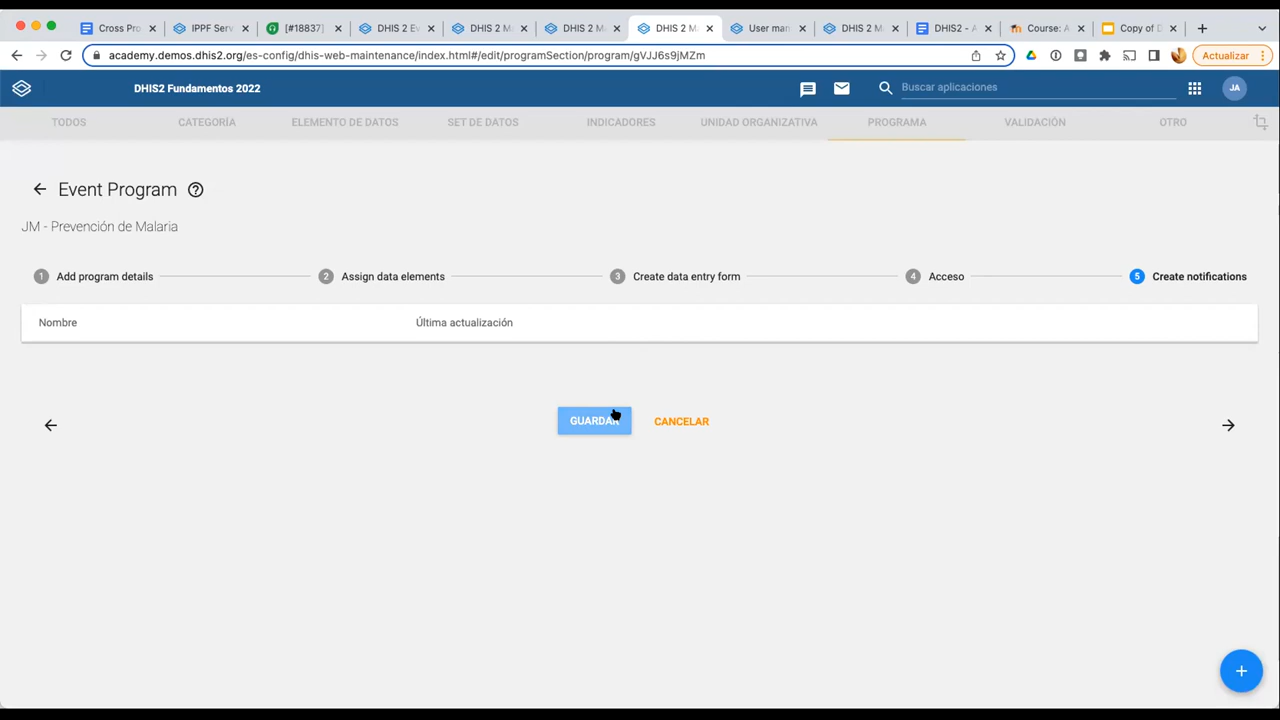 Cross Pro
IPPF Serv
[#18837]
DHIS 2 Ev
DHIS 2 Ma
DHIS 2 Ma
DHIS 2 Ma
User man
DHIS 2 Ma
DHIS2 - A
Course: A
Copy of D
academy.demos.dhis2.org/es-config/dhis-web-maintenance/index.html#/edit/programSection/program/gVJJ6s9jMZm
Actualizar
DHIS2 Fundamentos 2022
Buscar aplicaciones
JA
TODOS
CATEGORÍA
ELEMENTO DE DATOS
SET DE DATOS
INDICADORES
UNIDAD ORGANIZATIVA
PROGRAMA
VALIDACIÓN
OTRO
Event Program
JM - Prevención de Malaria
1 Add program details
2 Assign data elements
3 Create data entry form
4 Acceso
5 Create notifications
Nombre
Última actualización
GUARDAR
CANCELAR